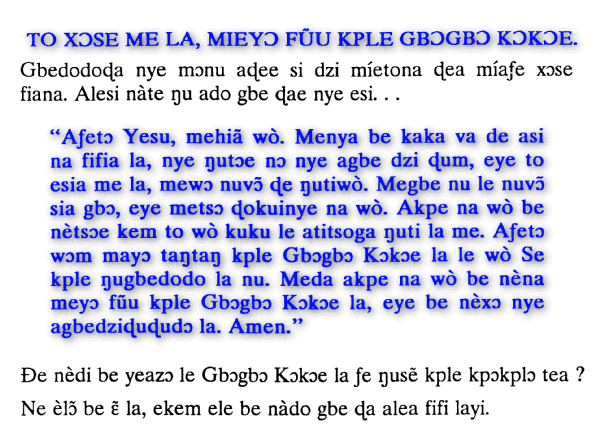 TO XƆSE ME LA, MIEYƆ FŨU KPLE GBƆGBƆ KƆKƆE.
Gbedodoɖa nye mɔnu aɖee si dzi míetona ɖea míaƒe xɔse
fiana. Alesi nàte ŋu ado gbe ɖae nye esi. . .
“Aƒetɔ Yesu, mehiã wò. Menya be kaka va de asi
na fifia la, nye ŋutɔe nɔ nye agbe dzi ɖum, eye to
esia me la, mewɔ nuvɔ̃ ɖe ŋutiwò. Megbe nu le nuvɔ̃
sia gbɔ, eye metsɔ ɖokuinye na wò. Akpe na wò be
nètsɔe kem to wò kuku le atitsoga ŋuti la me. Aƒetɔ
wɔm mayɔ taŋtaŋ kple Gbɔgbɔ Kɔkɔe la le wò Se
kple ŋugbedodo la nu. Meda akpe na wò be nèna
meyɔ fũu kple Gbɔgbɔ Kɔkɔe la, eye be nèxɔ nye
agbedziɖuɖudɔ la. Amen.”
Ðe nèdi be yeazɔ le Gbɔgbɔ Kɔkɔe la ƒe ŋusẽ kple kpɔkplɔ tea ?
Ne èlɔ̃ be ɛ̃ la, ekem ele be nàdo gbe ɖa alea fifi layi.